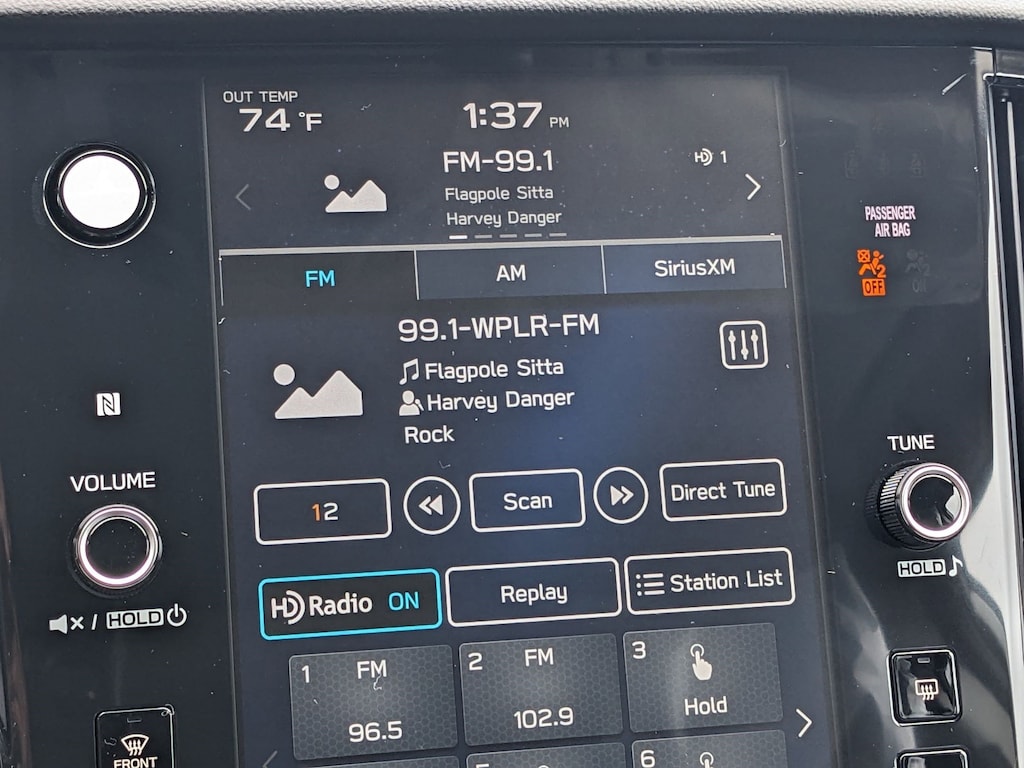 OUT TEMP
74 °F
1:37 PM
FM-99.1
HD 1
Flagpole Sitta
Harvey Danger
PASSENGER
AIR BAG
2
OFF
FM
AM
SiriusXM
99.1-WPLR-FM
Flagpole Sitta
Harvey Danger
Rock
N
VOLUME
TUNE
12
Scan
Direct Tune
HOLD
HD Radio ON
Replay
Station List
/ HOLD
1 FM
96.5
2 FM
102.9
3
Hold
FRONT
5
6